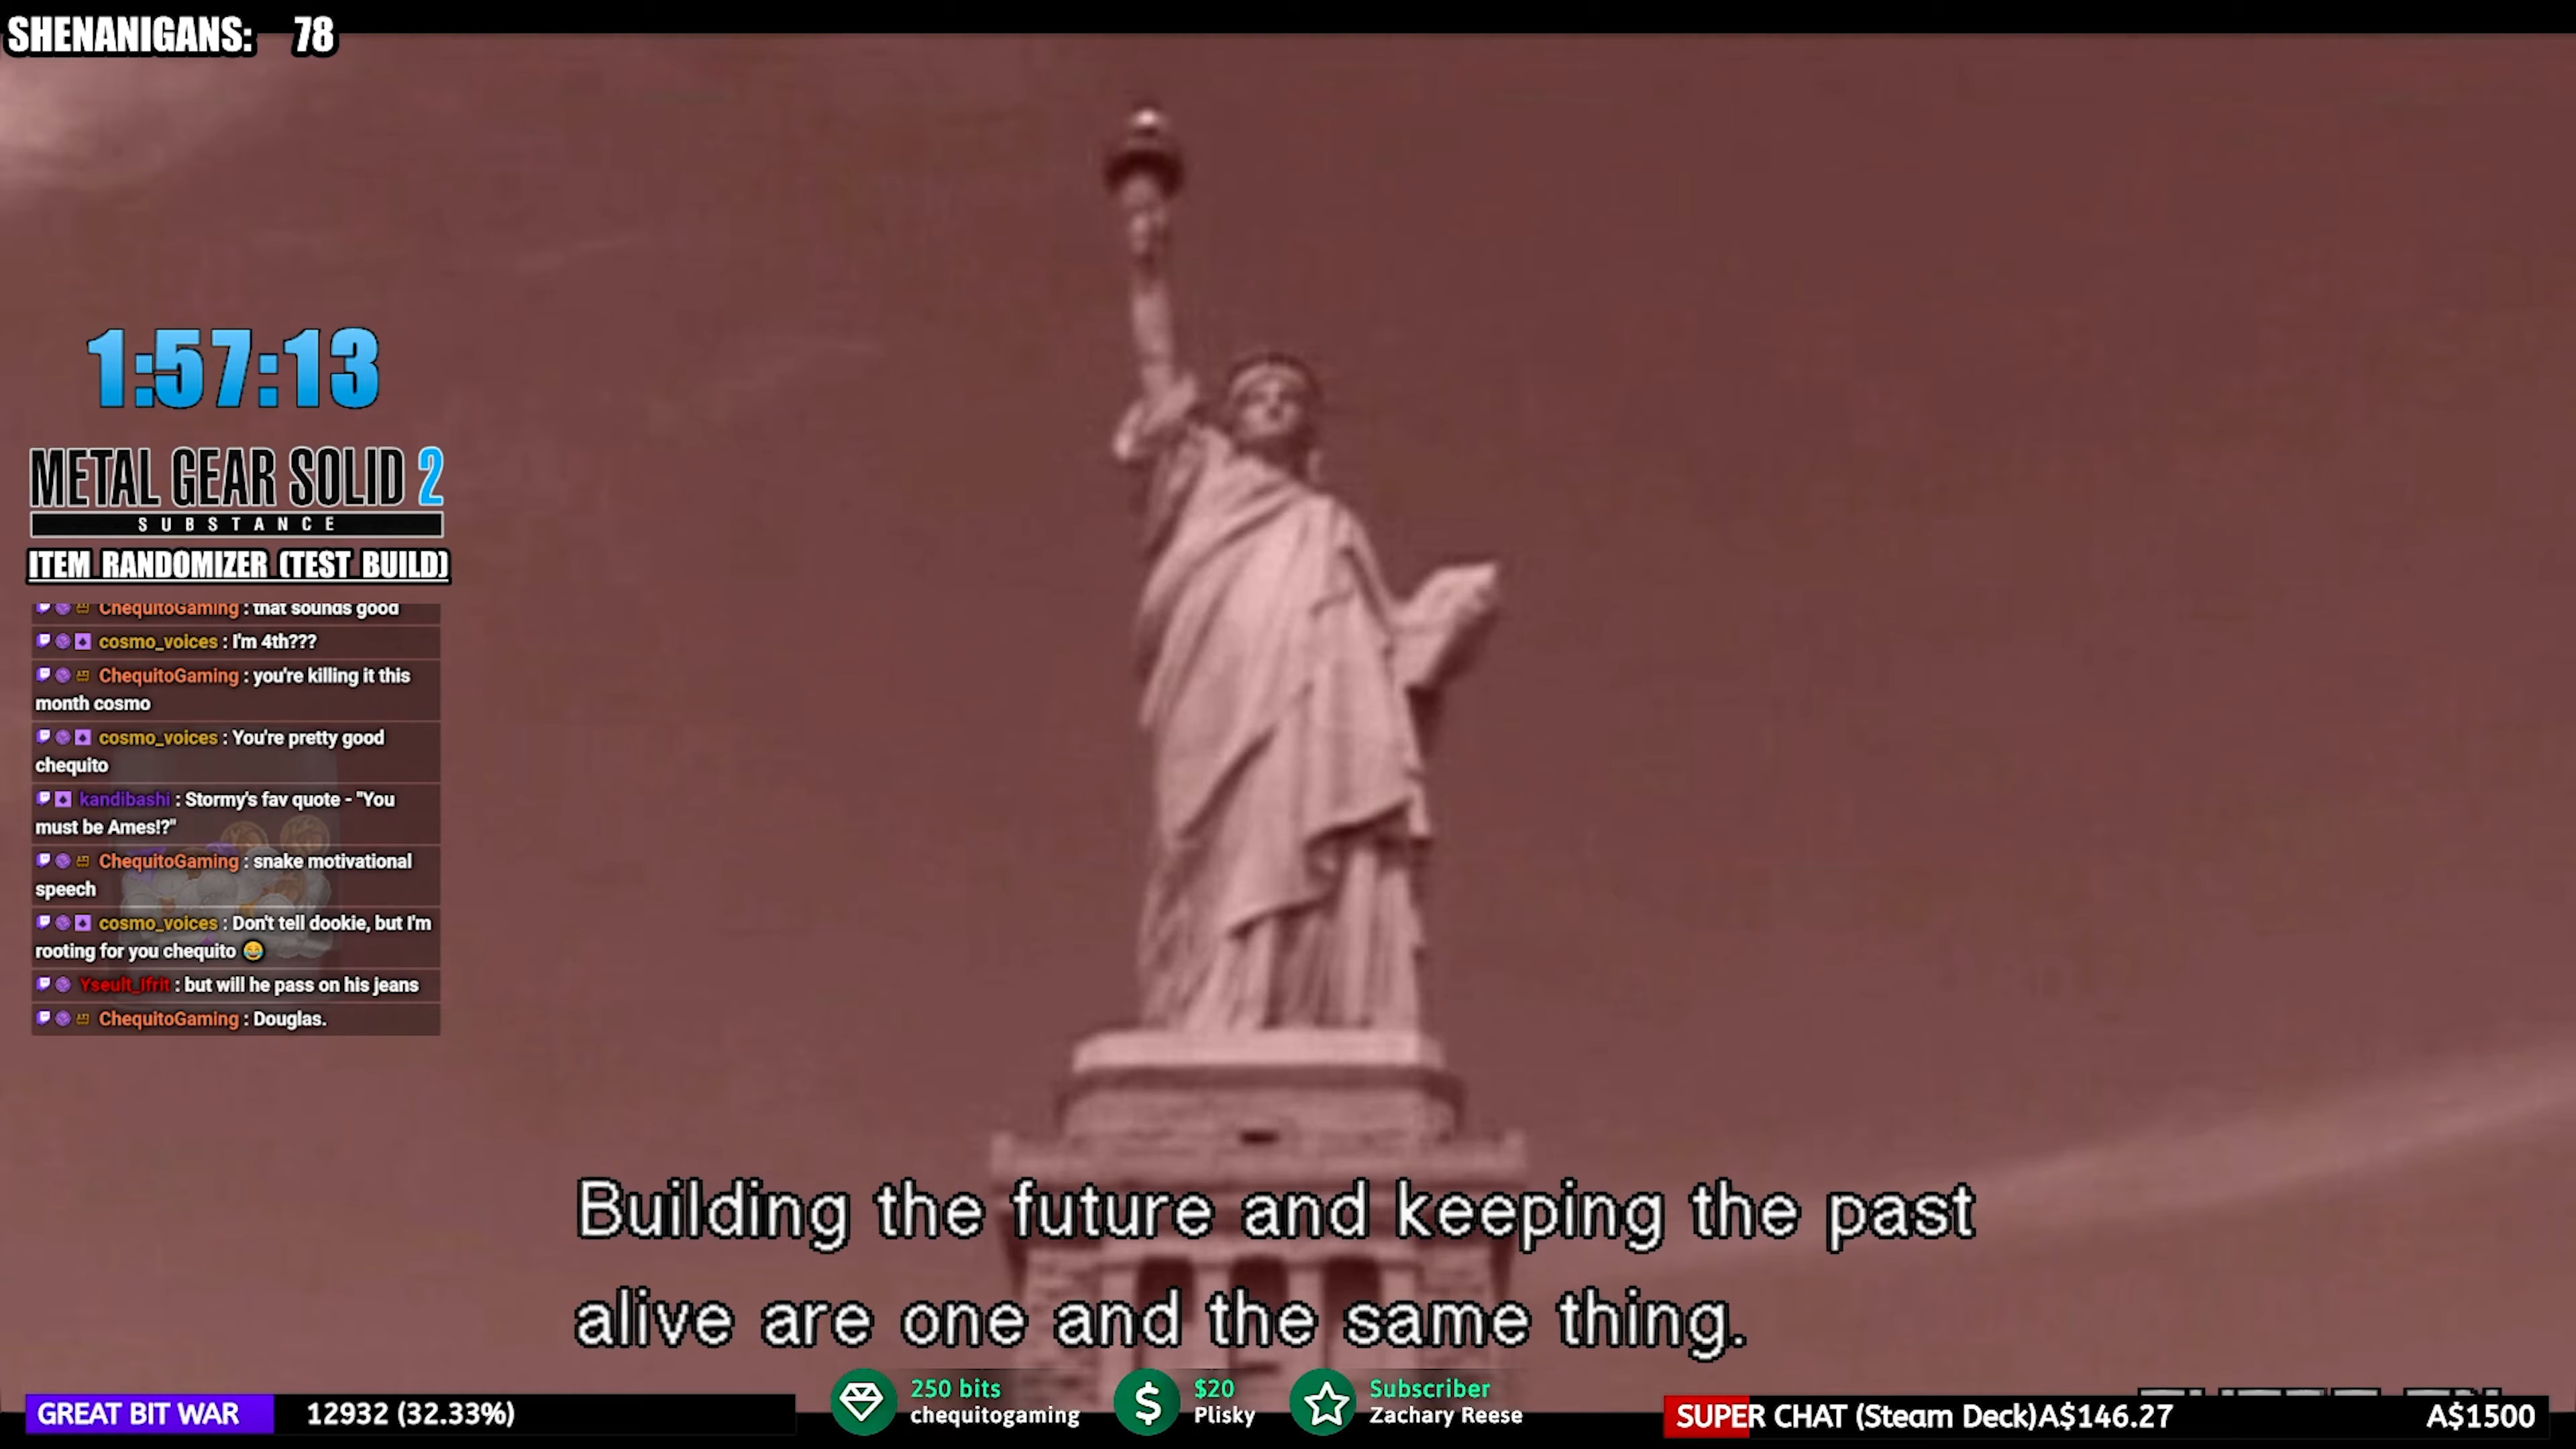 SHENANIGANS: 78
1:57:13
METAL GEAR SOLID 2
SUBSTANCE
ITEM RANDOMIZER (TEST BUILD)
ChequitoGaming : that sounds good
cosmo_voices : I'm 4th???
ChequitoGaming : you're killing it this
month cosmo
cosmo_voices : You're pretty good
chequito
kandibashi : Stormy's fav quote - "You
must be Ames!?"
ChequitoGaming : snake motivational
speech
cosmo_voices : Don't tell dookie, but I'm
rooting for you chequito 😂
Yseult_Ifrit : but will he pass on his jeans
ChequitoGaming : Douglas.
Building the future and keeping the past
alive are one and the same thing.
GREAT BIT WAR 12932 (32.33%)
250 bits
chequitogaming
$20
Plisky
Subscriber
Zachary Reese
SUPER CHAT (Steam Deck)A$146.27 A$1500